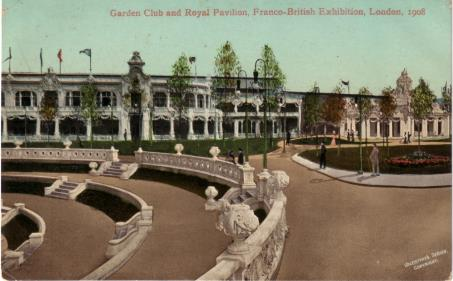 Garden Club and Royal Pavilion, Franco-British Exhibition, London, 1908